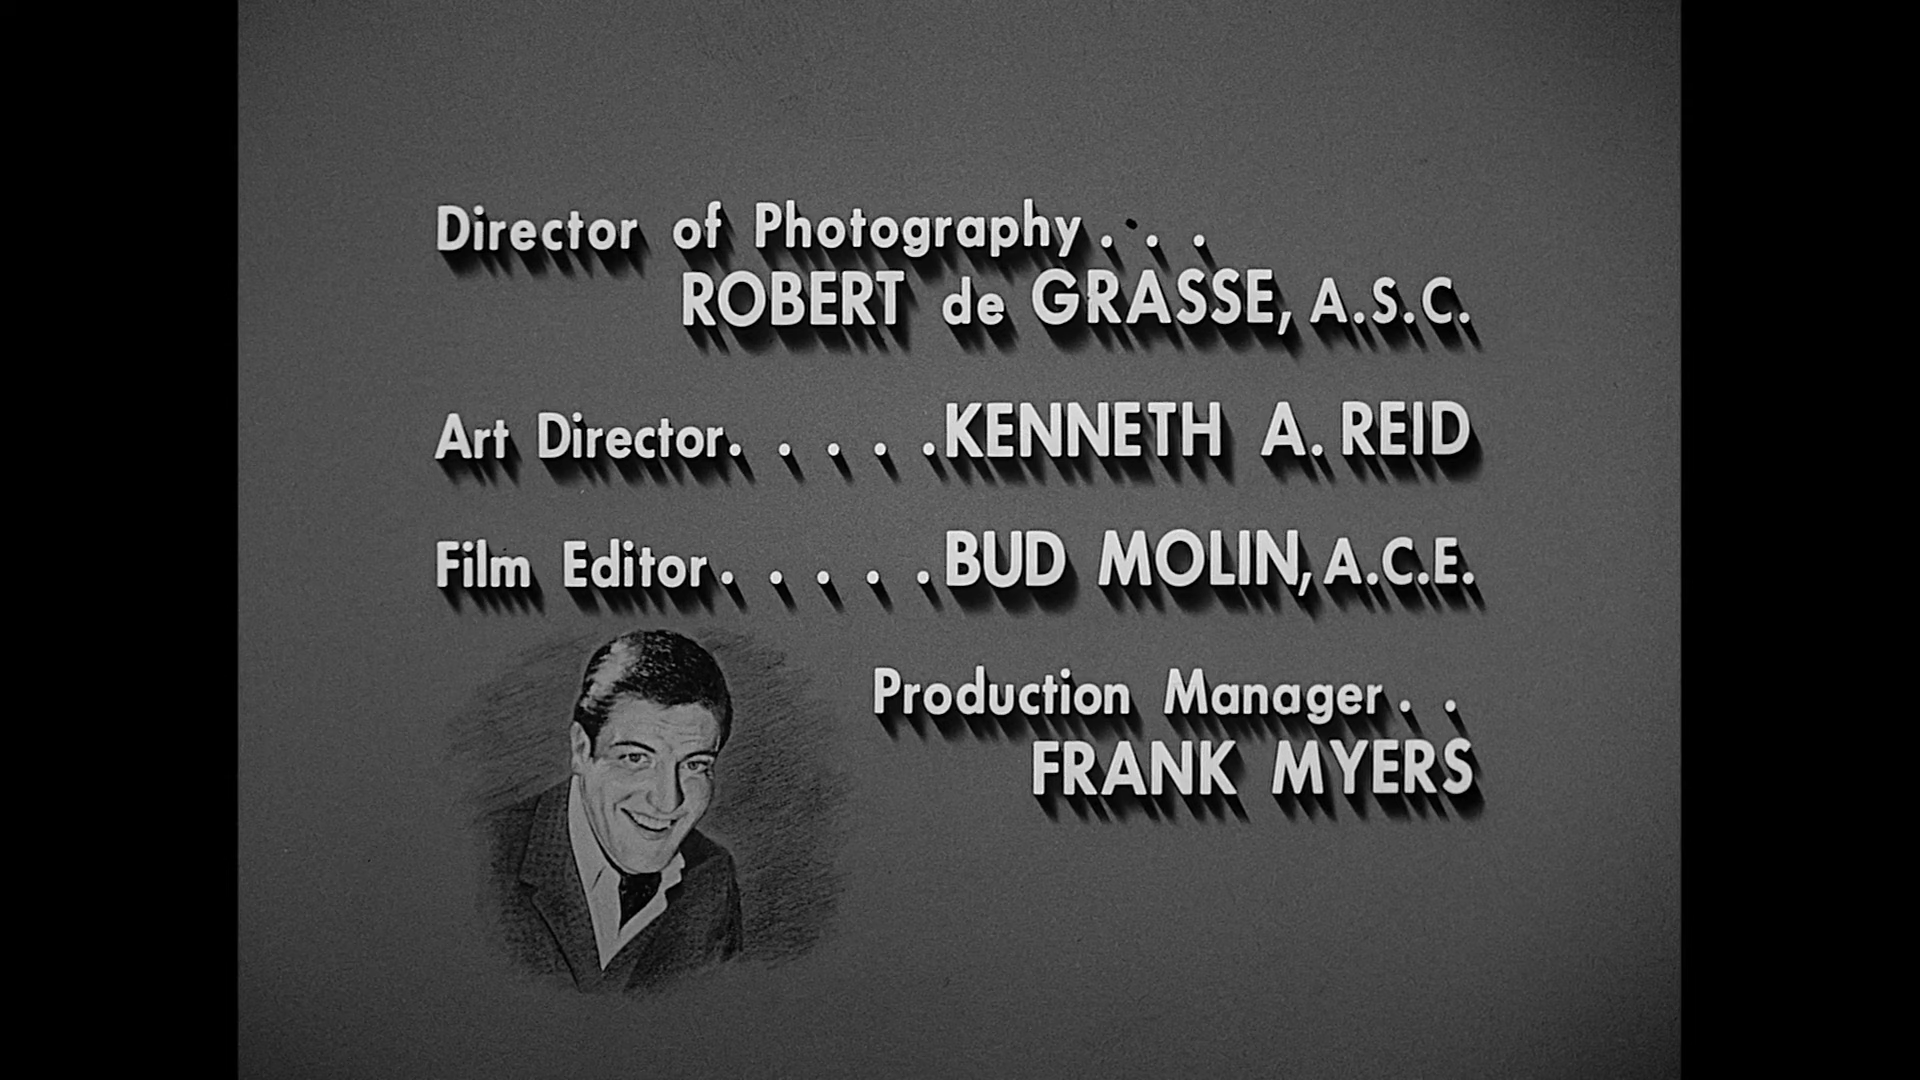 Director of Photography . . .
ROBERT de GRASSE, A.S.C.
Art Director. . . . . KENNETH A. REID
Film Editor . . . . . BUD MOLIN, A.C.E.
Production Manager . .
FRANK MYERS